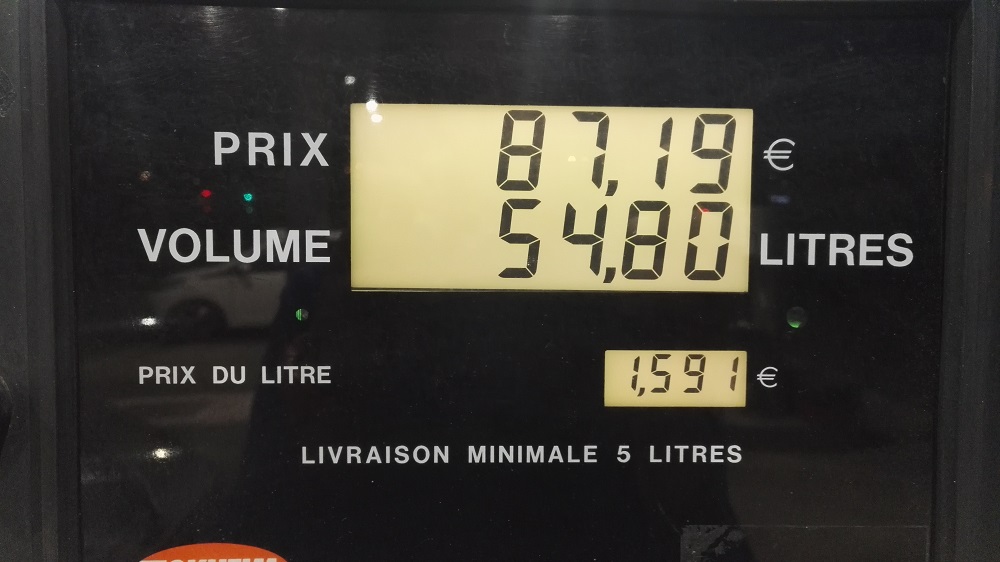 PRIX 87,19 €
VOLUME 54,80 LITRES
PRIX DU LITRE 1,591 €
LIVRAISON MINIMALE 5 LITRES